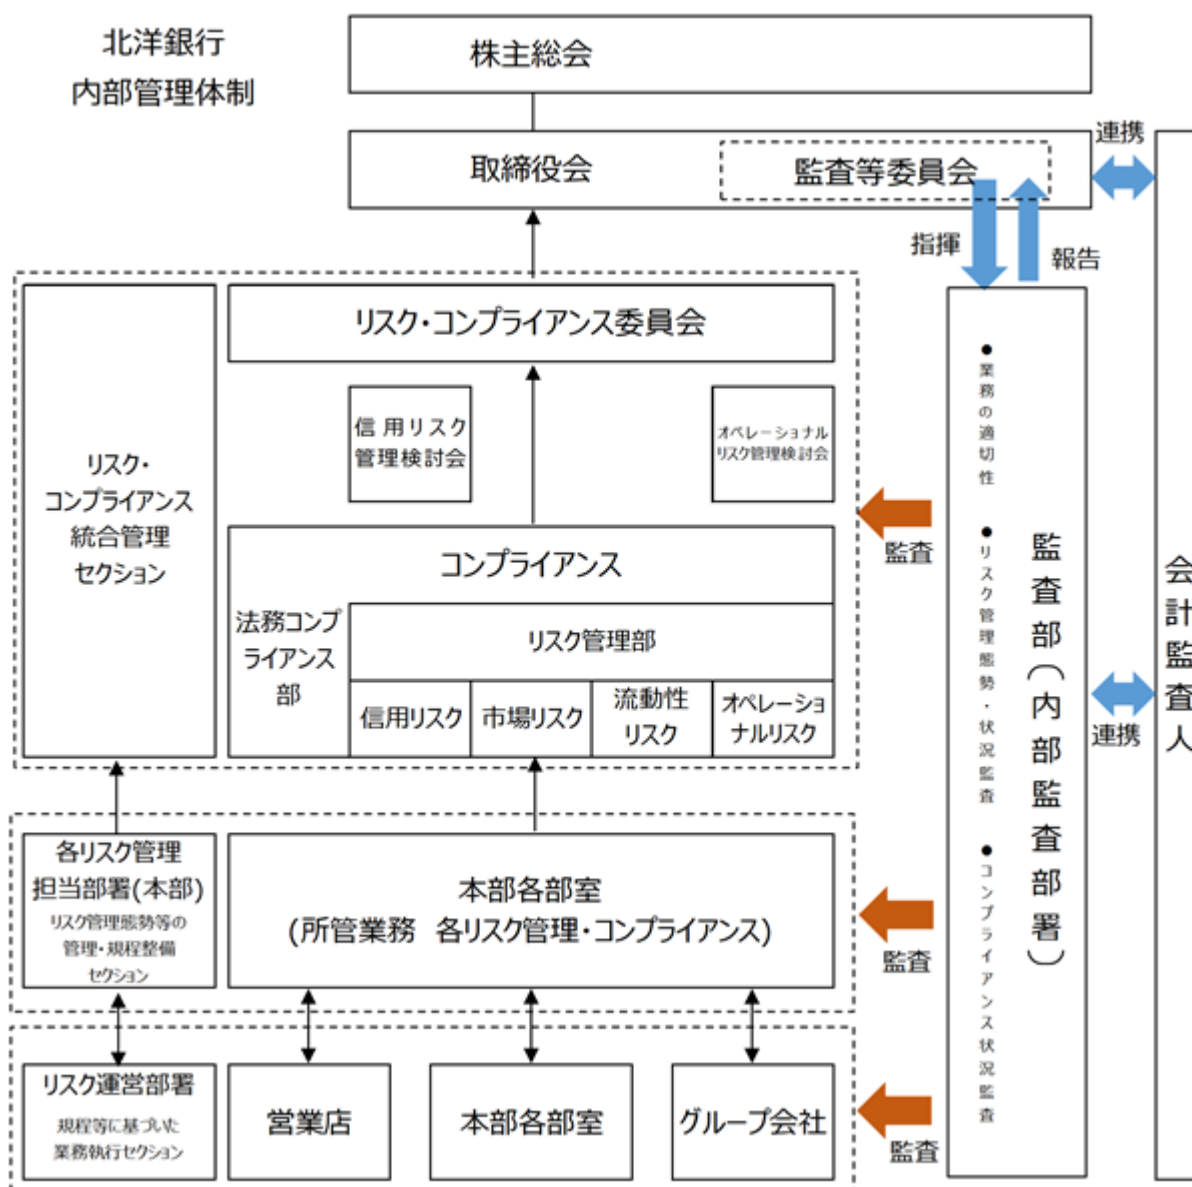 北洋銀行
内部管理体制
株主総会
取締役会
監査等委員会
連携
指揮
報告
リスク・コンプライアンス委員会
信用リスク
管理検討会
オペレーショナル
リスク管理検討会
リスク・
コンプライアンス
統合管理
セクション
コンプライアンス
法務コンプ
ライアンス
部
リスク管理部
信用リスク
市場リスク
流動性
リスク
オペレーショ
ナルリスク
監査
●業務の適切性 ●リスク管理態勢・状況監査 ●コンプライアンス状況監査
監査部(内部監査部署)
連携
会計監査人
各リスク管理
担当部署(本部)
リスク管理態勢等の
管理・規程整備
セクション
本部各部室
(所管業務 各リスク管理・コンプライアンス)
監査
リスク運営部署
規程等に基づいた
業務執行セクション
営業店
本部各部室
グループ会社
監査